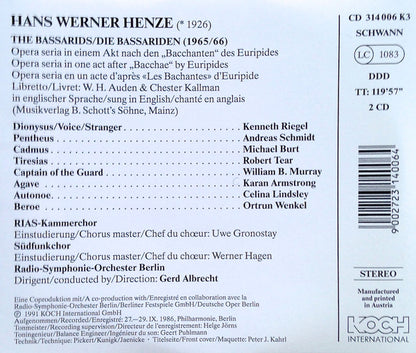 HANS WERNER HENZE (* 1926)
THE BASSARIDS/DIE BASSARIDEN (1965/66)
Opera seria in einem Akt nach den „Bacchanten” des Euripides
Opera seria in one act after "Bacchae" by Euripides
Opera seria en un acte d'après «Les Bachantes» d'Euripide
Libretto/Livret: W. H. Auden & Chester Kallman
in englischer Sprache/sung in English/chanté en anglais
(Musikverlag B. Schott's Söhne, Mainz)
Dionysus/Voice/Stranger . . . . . . . . . . . . . . . . . Kenneth Riegel
Pentheus . . . . . . . . . . . . . . . . . . . . . . . . . Andreas Schmidt
Cadmus . . . . . . . . . . . . . . . . . . . . . . . . . . Michael Burt
Tiresias . . . . . . . . . . . . . . . . . . . . . . . . . . Robert Tear
Captain of the Guard . . . . . . . . . . . . . . . . William B. Murray
Agave . . . . . . . . . . . . . . . . . . . . . . . . . . Karan Armstrong
Autonoe . . . . . . . . . . . . . . . . . . . . . . . . . . Celina Lindsley
Beroe . . . . . . . . . . . . . . . . . . . . . . . . . . . Ortrun Wenkel
RIAS-Kammerchor
Einstudierung/Chorus master/Chef du chœur: Uwe Gronostay
Südfunkchor
Einstudierung/Chorus master/Chef du chœur: Werner Hagen
Radio-Symphonie-Orchester Berlin
Dirigent/conducted by/Direction: Gerd Albrecht
Eine Coproduktion mit/A co-production with/Enregistré en collaboration avec la
Radio-Symphonie-Orchester Berlin/Berliner Festspiele GmbH/Deutsche Oper Berlin
Ⓟ 1991 KOCH International GmbH
Aufgenommen/Recorded/Enregistré: 27.—29. IX. 1986, Philharmonie, Berlin
Tonmeister/Recording supervisor/Directeur de l'enregistrement: Helge Jörns
Toningenieur/Balance Engineer/Ingénieur du son: Geert Puhlmann
Technik/Technique: Pickert/Kunigk/Jaenicke · Titelseite/Front cover/Maquette: Peter J. Kahrl
CD 314 006 K3
SCHWANN
LC 1083
DDD
TT: 119'57"
2 CD
9 002723 140064
STEREO
Manufactured
and printed
in Austria
KOCH
INTERNATIONAL